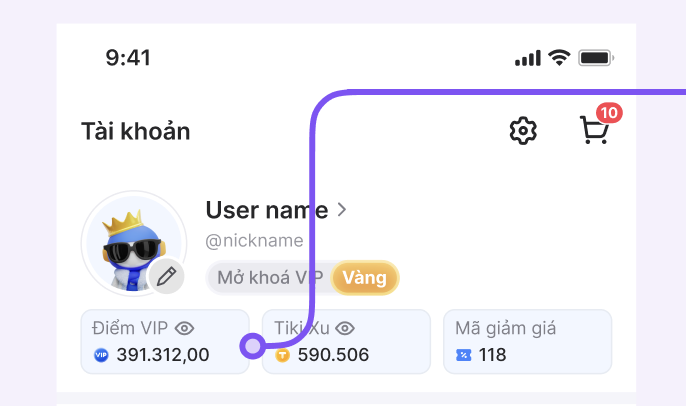 9:41
Tài khoản
10
User name
@nickname
Mở khoá VIP Vàng
Điểm VIP
Tiki Xu
Mã giảm giá
VIP 391.312,00
T 590.506
118